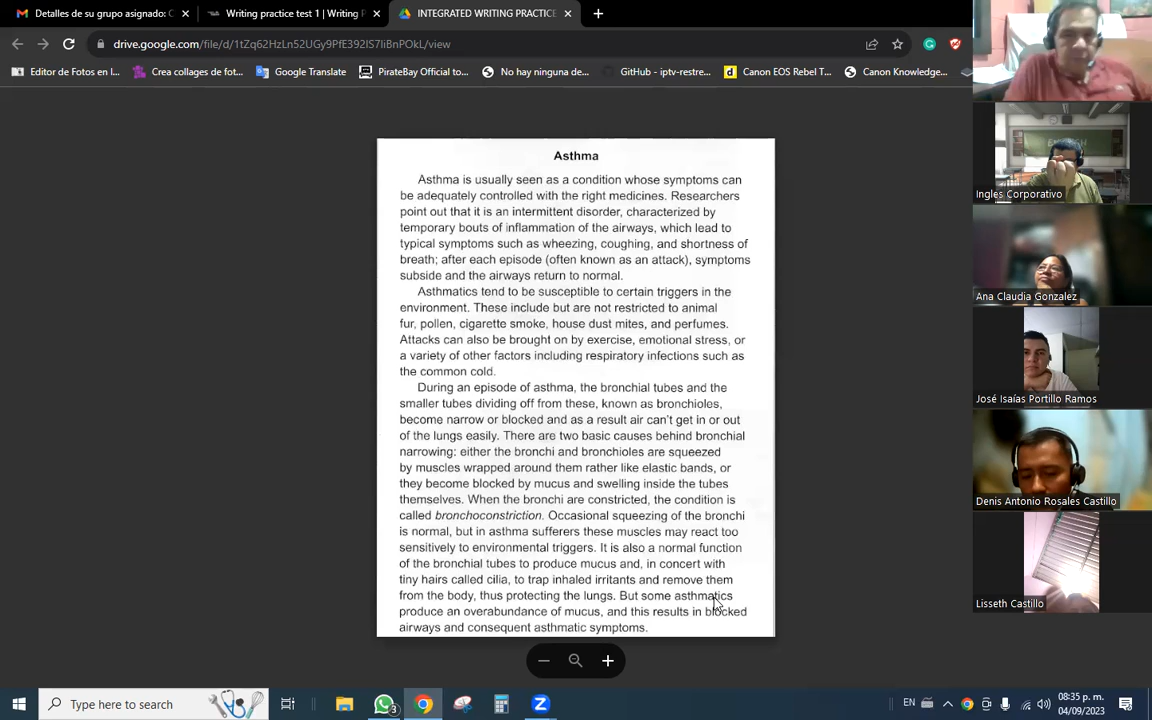 Detalles de su grupo asignado: C
Writing practice test 1 | Writing P
INTEGRATED WRITING PRACTICE
drive.google.com/file/d/1tZq62HzLn52UGy9PfE392IS7IiBnPOkL/view
Editor de Fotos en l...
Crea collages de fot...
Google Translate
PirateBay Official to...
No hay ninguna de...
GitHub - iptv-restre...
Canon EOS Rebel T...
Canon Knowledge...
Asthma
Asthma is usually seen as a condition whose symptoms can
be adequately controlled with the right medicines. Researchers
point out that it is an intermittent disorder, characterized by
temporary bouts of inflammation of the airways, which lead to
typical symptoms such as wheezing, coughing, and shortness of
breath; after each episode (often known as an attack), symptoms
subside and the airways return to normal.
Asthmatics tend to be susceptible to certain triggers in the
environment. These include but are not restricted to animal
fur, pollen, cigarette smoke, house dust mites, and perfumes.
Attacks can also be brought on by exercise, emotional stress, or
a variety of other factors including respiratory infections such as
the common cold.
During an episode of asthma, the bronchial tubes and the
smaller tubes dividing off from these, known as bronchioles,
become narrow or blocked and as a result air can't get in or out
of the lungs easily. There are two basic causes behind bronchial
narrowing: either the bronchi and bronchioles are squeezed
by muscles wrapped around them rather like elastic bands, or
they become blocked by mucus and swelling inside the tubes
themselves. When the bronchi are constricted, the condition is
called bronchoconstriction. Occasional squeezing of the bronchi
is normal, but in asthma sufferers these muscles may react too
sensitively to environmental triggers. It is also a normal function
of the bronchial tubes to produce mucus and, in concert with
tiny hairs called cilia, to trap inhaled irritants and remove them
from the body, thus protecting the lungs. But some asthmatics
produce an overabundance of mucus, and this results in blocked
airways and consequent asthmatic symptoms.
Ingles Corporativo
Ana Claudia Gonzalez
José Isaías Portillo Ramos
Denis Antonio Rosales Castillo
Lisseth Castillo
Type here to search
3
EN
08:35 p. m.
04/09/2023